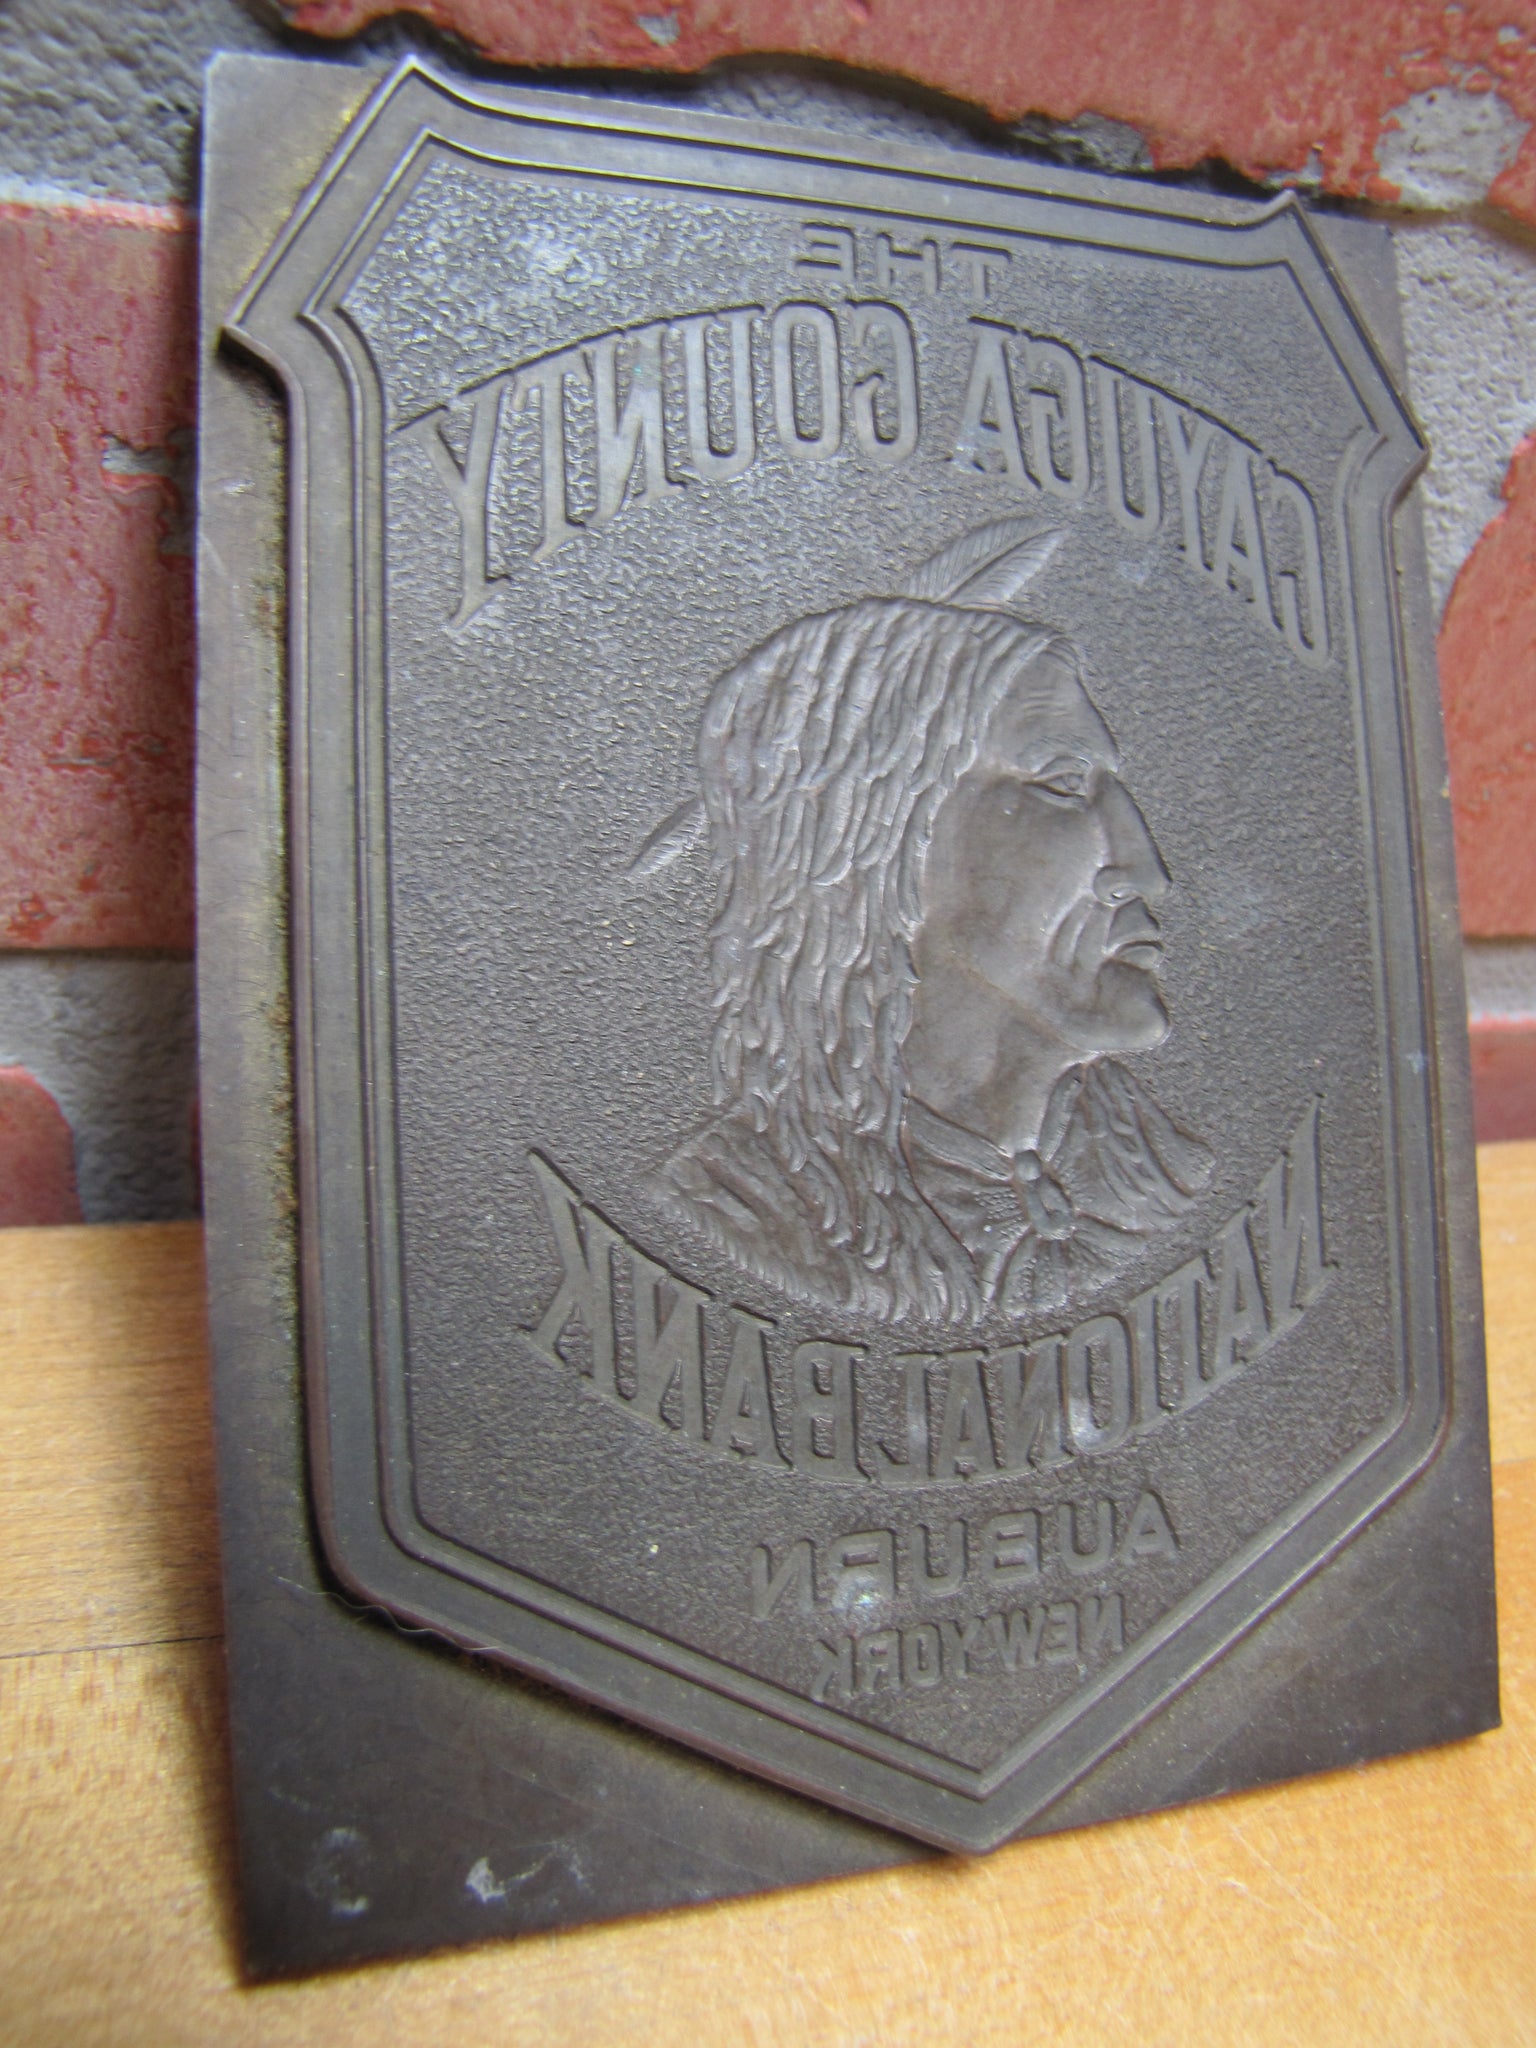 THE
CAYUGA COUNTY
NATIONAL BANK
AUBURN
NEW YORK